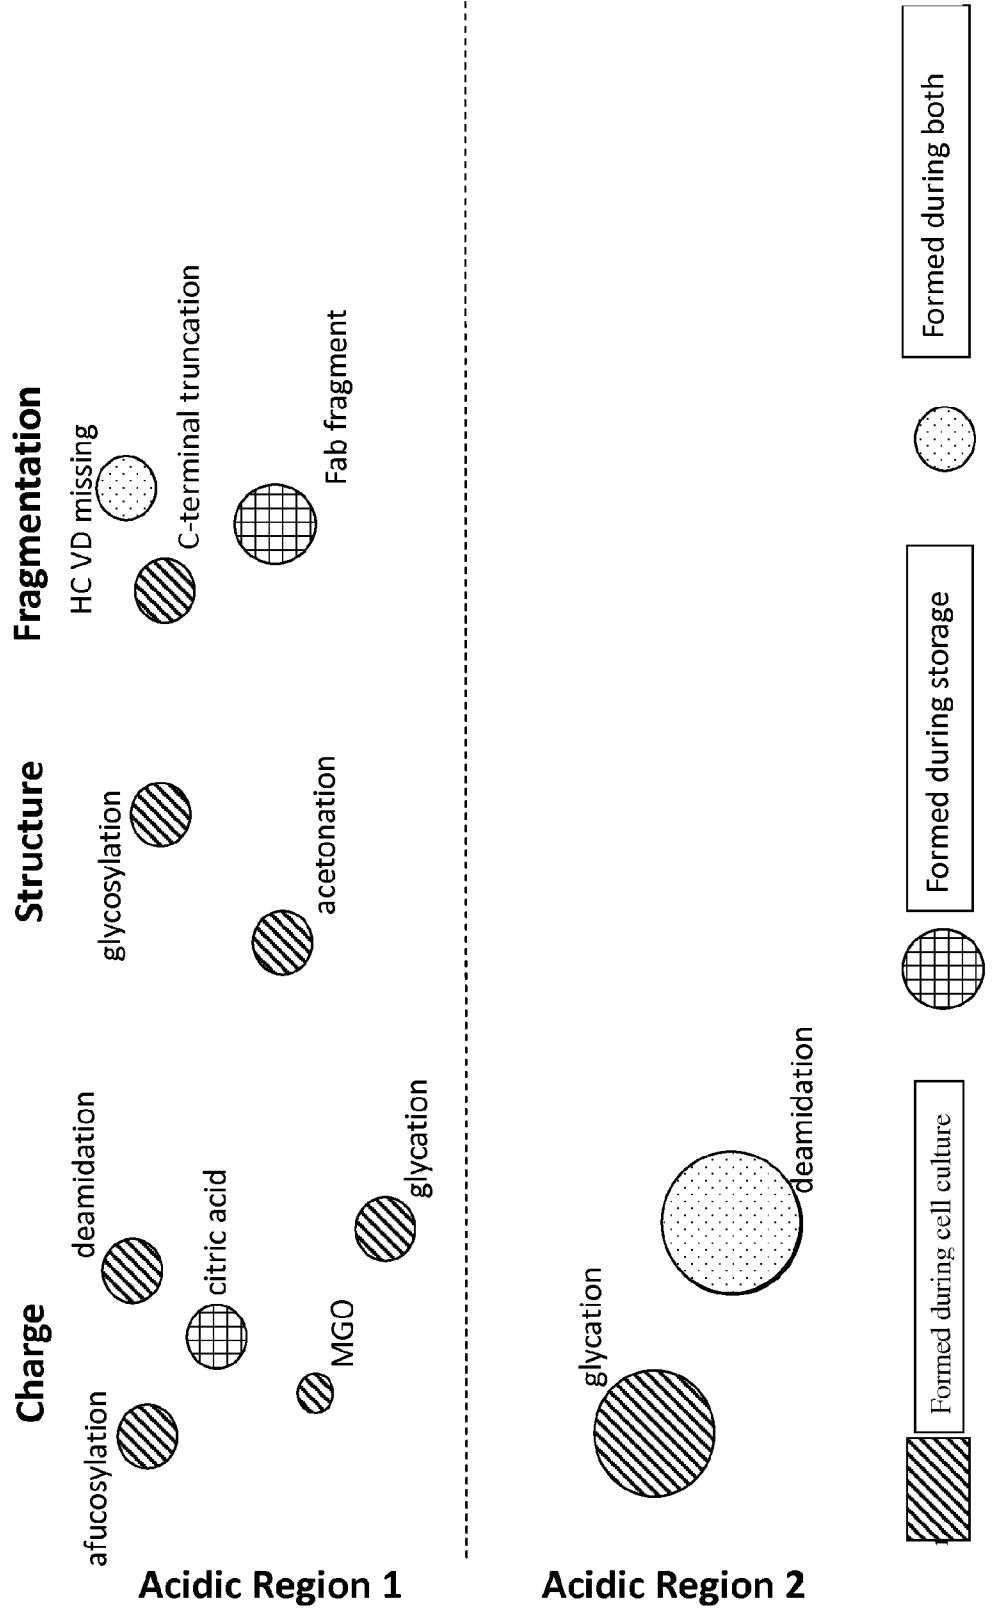 Charge
Structure
Fragmentation
Acidic Region 1
afucosylation
deamidation
citric acid
MGO
glycation
glycosylation
acetonation
HC VD missing
C-terminal truncation
Fab fragment
Acidic Region 2
glycation
deamidation
Formed during cell culture
Formed during storage
Formed during both